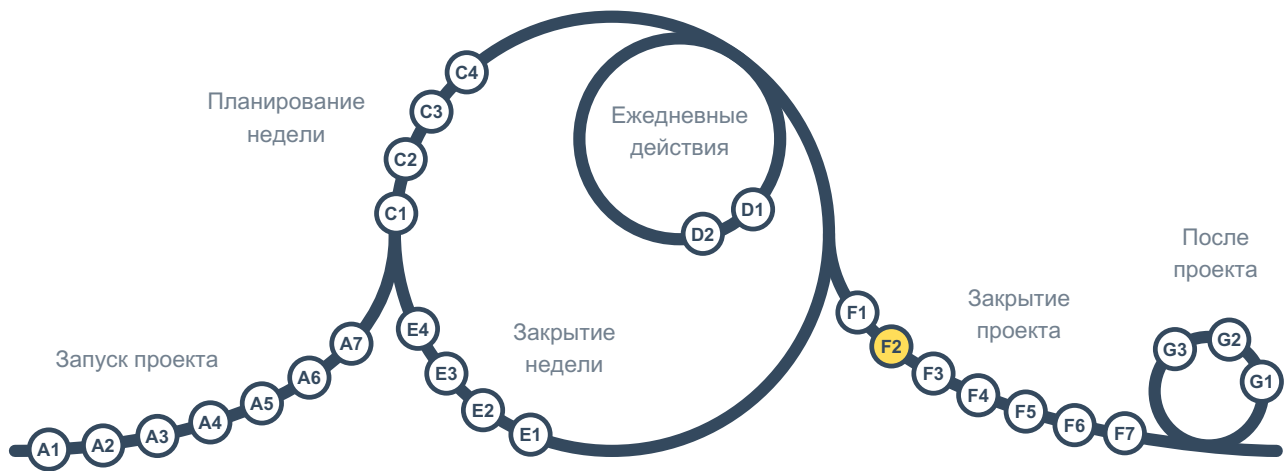 Запуск проекта
A1
A2
A3
A4
A5
A6
A7
Планирование
недели
C1
C2
C3
C4
Ежедневные
действия
D1
D2
Закрытие
недели
E1
E2
E3
E4
Закрытие
проекта
F1
F2
F3
F4
F5
F6
F7
После
проекта
G1
G2
G3